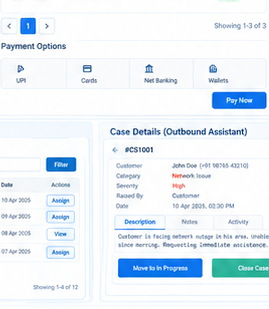 1
Showing 1-3 of 3
Payment Options
UPI Cards Net Banking Wallets
Pay Now
Filter
Date Actions
10 Apr 2025 Assign
09 Apr 2025 Assign
08 Apr 2025 View
07 Apr 2025 Assign
Showing 1-4 of 12
Case Details (Outbound Assistant)
#CS1001
Customer John Doe (+91 98765 43210)
Category Network Issue
Severity High
Raised By Customer
Date 10 Apr 2025, 03:30 PM
Description Notes Activity
Customer is facing network outage in his area. Unable
since morning. Requesting immediate assistance.
Move to In Progress Close Case